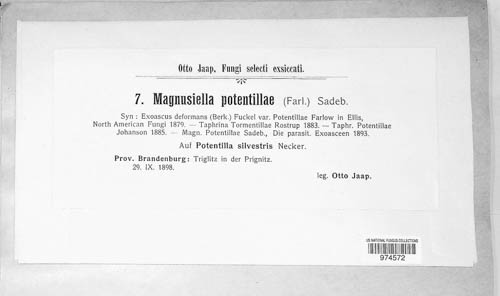 Otto Jaap, Fungi selecti exsiccati.
7. Magnusiella potentillae (Farl.) Sadeb.
Syn: Exoascus deformans (Berk.) Fuckel var. Potentillae Farlow in Ellis,
North American Fungi 1879. — Taphrina Tormentillae Rostrup 1883. — Taphr. Potentillae
Johanson 1885. — Magn. Potentillae Sadeb., Die parasit. Exoasceen 1893.
Auf Potentilla silvestris Necker.
Prov. Brandenburg: Triglitz in der Prignitz.
29. IX. 1898.
leg. Otto Jaap.
US NATIONAL FUNGUS COLLECTIONS
974572